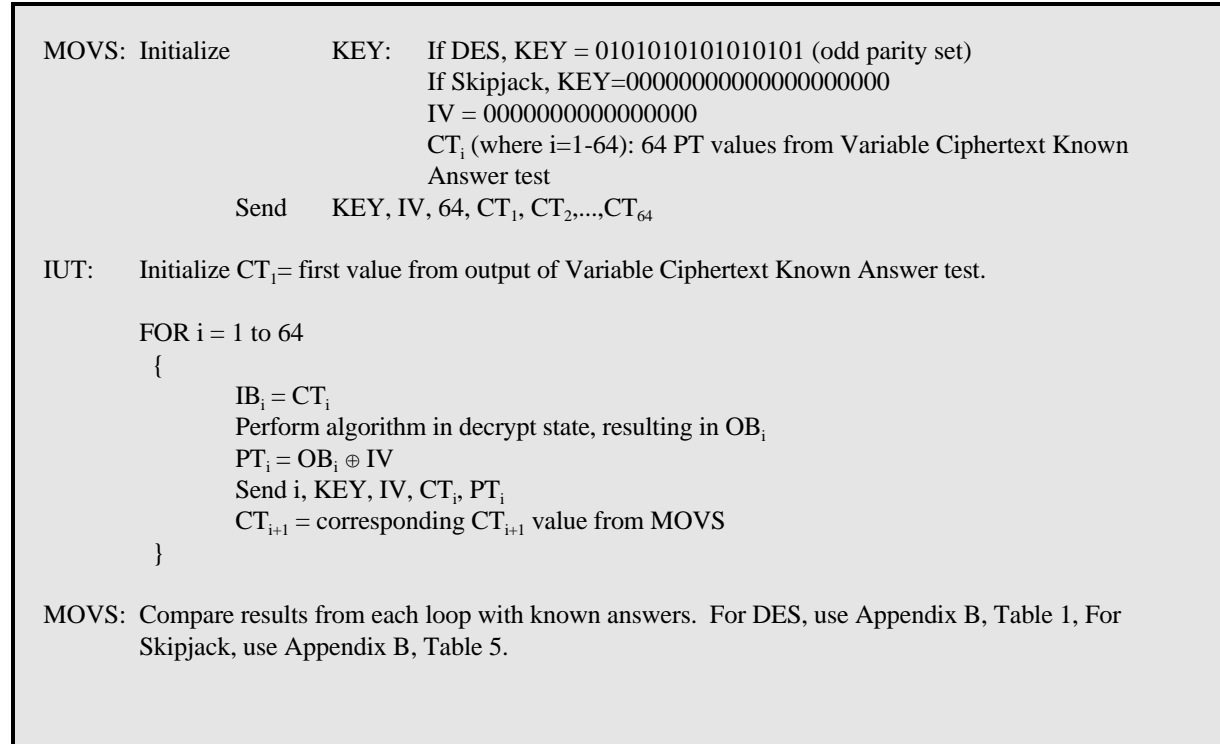 MOVS: Initialize KEY: If DES, KEY = 0101010101010101 (odd parity set)
If Skipjack, KEY=00000000000000000000
IV = 0000000000000000
CTi (where i=1-64): 64 PT values from Variable Ciphertext Known
Answer test
Send KEY, IV, 64, CT1, CT2,...,CT64
IUT: Initialize CT1= first value from output of Variable Ciphertext Known Answer test.
FOR i = 1 to 64
{
IBi = CTi
Perform algorithm in decrypt state, resulting in OBi
PTi = OBi ⊕ IV
Send i, KEY, IV, CTi, PTi
CTi+1 = corresponding CTi+1 value from MOVS
}
MOVS: Compare results from each loop with known answers. For DES, use Appendix B, Table 1, For
Skipjack, use Appendix B, Table 5.